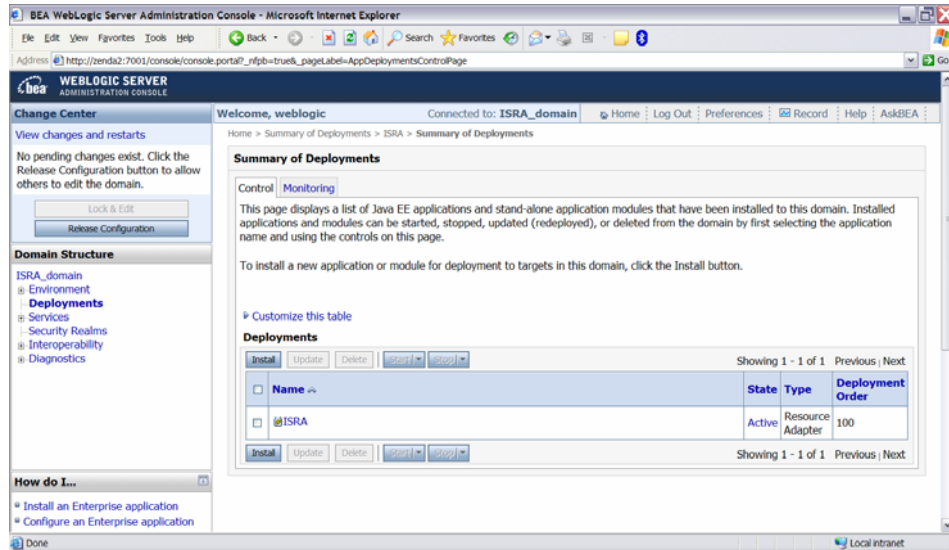 BEA WebLogic Server Administration Console - Microsoft Internet Explorer
File Edit View Favorites Tools Help
Back Search Favorites
Address http://zenda2:7001/console/console.portal?_nfpb=true&_pageLabel=AppDeploymentsControlPage Go
bea WEBLOGIC SERVER
ADMINISTRATION CONSOLE
Change Center
View changes and restarts
No pending changes exist. Click the
Release Configuration button to allow
others to edit the domain.
Lock & Edit
Release Configuration
Domain Structure
ISRA_domain
Environment
Deployments
Services
Security Realms
Interoperability
Diagnostics
How do I...
Install an Enterprise application
Configure an Enterprise application
Welcome, weblogic Connected to: ISRA_domain Home Log Out Preferences Record Help AskBEA
Home > Summary of Deployments > ISRA > Summary of Deployments
Summary of Deployments
Control Monitoring
This page displays a list of Java EE applications and stand-alone application modules that have been installed to this domain. Installed
applications and modules can be started, stopped, updated (redeployed), or deleted from the domain by first selecting the application
name and using the controls on this page.
To install a new application or module for deployment to targets in this domain, click the Install button.
Customize this table
Deployments
Install Update Delete Start Stop Showing 1 - 1 of 1 Previous | Next
Name State Type Deployment
Order
ISRA Active Resource
Adapter 100
Install Update Delete Start Stop Showing 1 - 1 of 1 Previous | Next
Done Local intranet